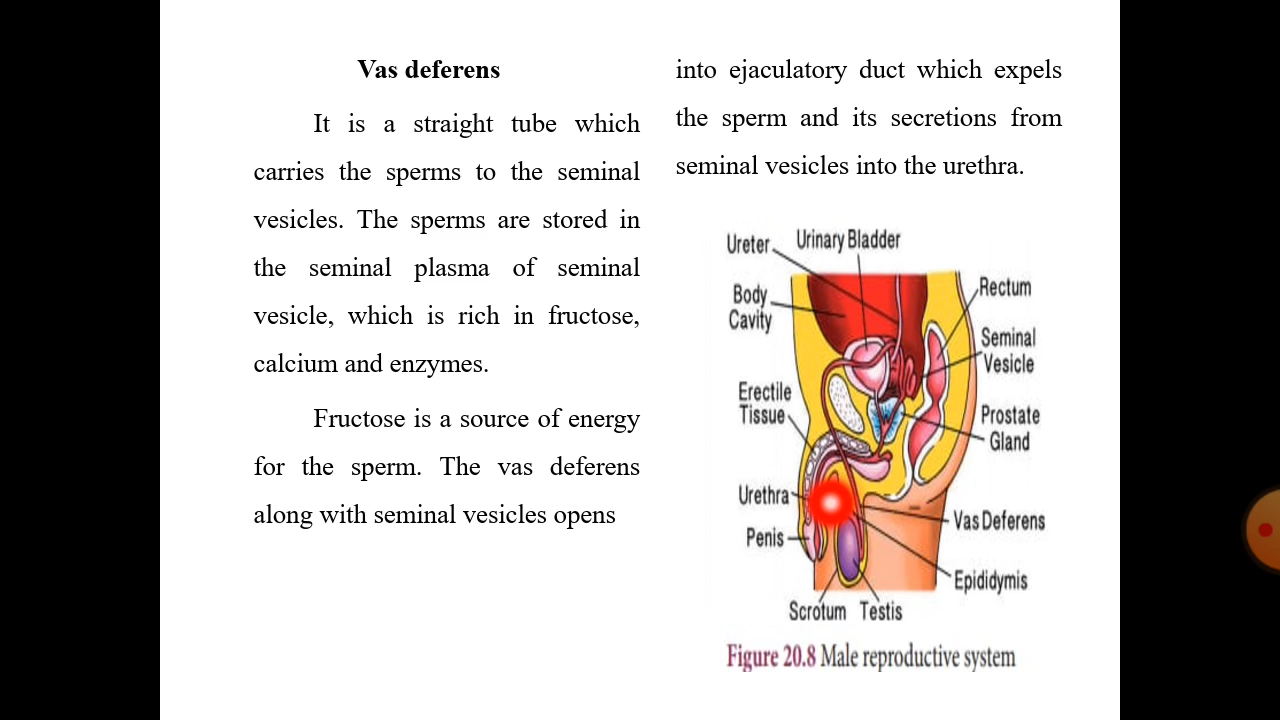 Vas deferens
It is a straight tube which
carries the sperms to the seminal
vesicles. The sperms are stored in
the seminal plasma of seminal
vesicle, which is rich in fructose,
calcium and enzymes.
Fructose is a source of energy
for the sperm. The vas deferens
along with seminal vesicles opens
into ejaculatory duct which expels
the sperm and its secretions from
seminal vesicles into the urethra.
Ureter
Urinary Bladder
Body
Cavity
Rectum
Seminal
Vesicle
Erectile
Tissue
Prostate
Gland
Urethra
Penis
Vas Deferens
Epididymis
Scrotum
Testis
Figure 20.8 Male reproductive system